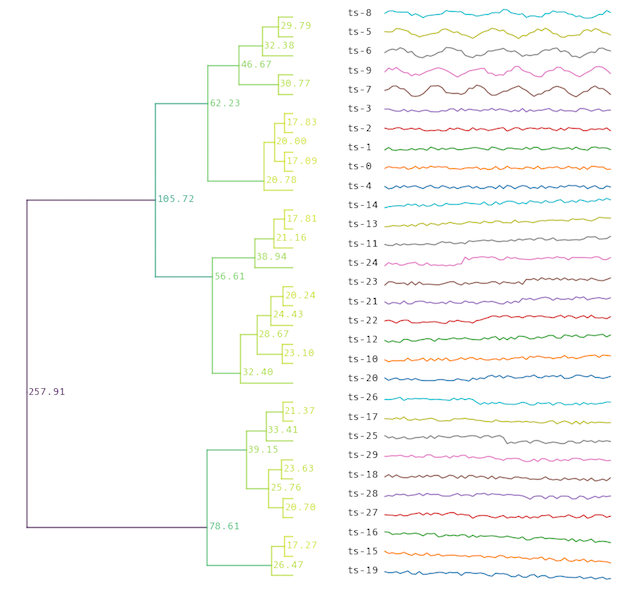 ts-8
29.79
ts-5
32.38
ts-6
46.67
ts-9
30.77
ts-7
62.23
ts-3
17.83
ts-2
20.00
ts-1
17.09
ts-0
20.78
ts-4
105.72
ts-14
17.81
ts-13
21.16
ts-11
38.94
ts-24
56.61
ts-23
20.24
ts-21
24.43
ts-22
28.67
ts-12
23.10
ts-10
32.40
ts-20
257.91
ts-26
21.37
ts-17
33.41
ts-25
39.15
ts-29
23.63
ts-18
25.76
ts-28
20.70
ts-27
78.61
ts-16
17.27
ts-15
26.47
ts-19